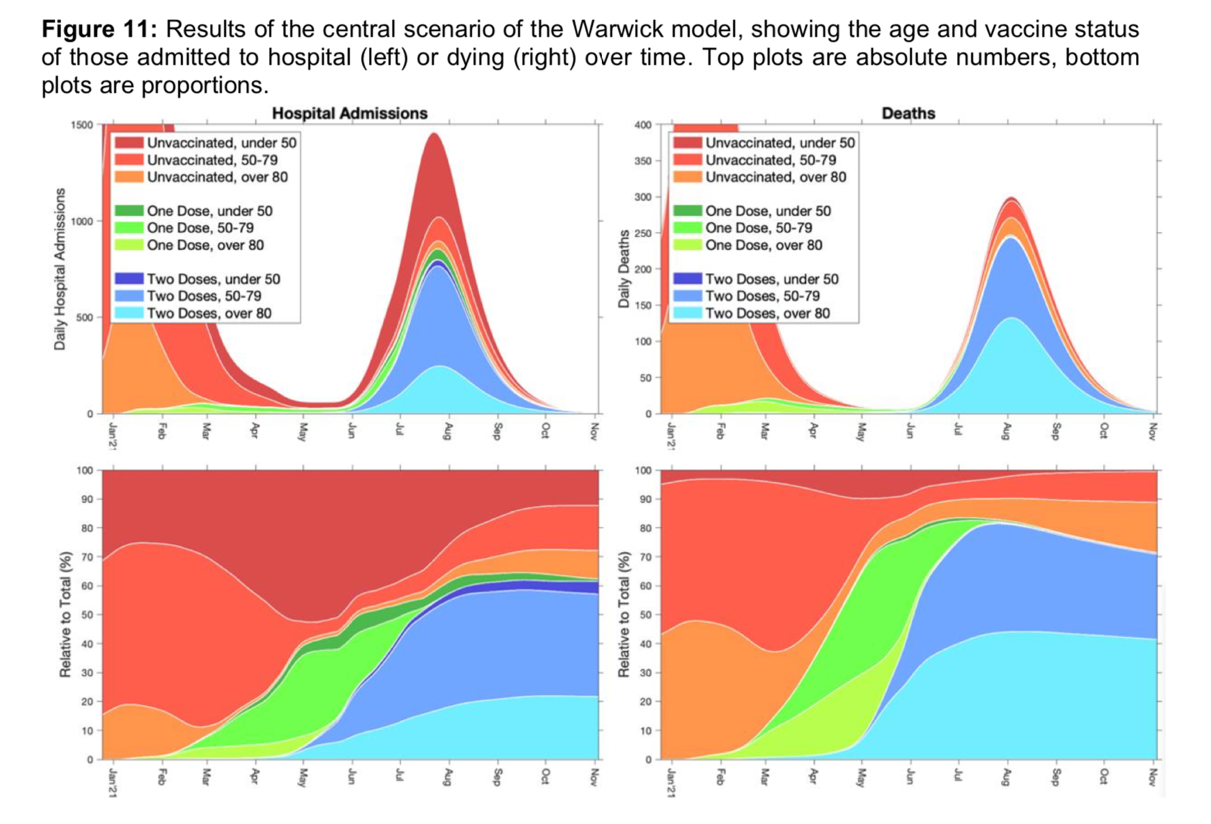 Figure 11: Results of the central scenario of the Warwick model, showing the age and vaccine status
of those admitted to hospital (left) or dying (right) over time. Top plots are absolute numbers, bottom
plots are proportions.
Hospital Admissions
1500
1000
500
0
Daily Hospital Admissions
Unvaccinated, under 50
Unvaccinated, 50-79
Unvaccinated, over 80
One Dose, under 50
One Dose, 50-79
One Dose, over 80
Two Doses, under 50
Two Doses, 50-79
Two Doses, over 80
Jan'21
Feb
Mar
Apr
May
Jun
Jul
Aug
Sep
Oct
Nov
Deaths
400
350
300
250
200
150
100
50
0
Daily Deaths
Unvaccinated, under 50
Unvaccinated, 50-79
Unvaccinated, over 80
One Dose, under 50
One Dose, 50-79
One Dose, over 80
Two Doses, under 50
Two Doses, 50-79
Two Doses, over 80
Jan'21
Feb
Mar
Apr
May
Jun
Jul
Aug
Sep
Oct
Nov
100
90
80
70
60
50
40
30
20
10
0
Relative to Total (%)
Jan'21
Feb
Mar
Apr
May
Jun
Jul
Aug
Sep
Oct
Nov
100
90
80
70
60
50
40
30
20
10
0
Relative to Total (%)
Jan'21
Feb
Mar
Apr
May
Jun
Jul
Aug
Sep
Oct
Nov